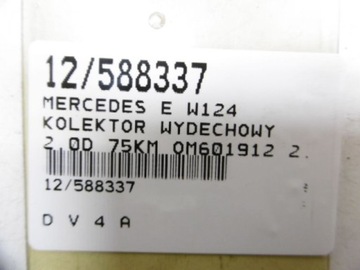 12/588337
MERCEDES E W124
KOLEKTOR WYDECHOWY
2.0D 75KM OM601912 2.
12/588337
D V 4 A